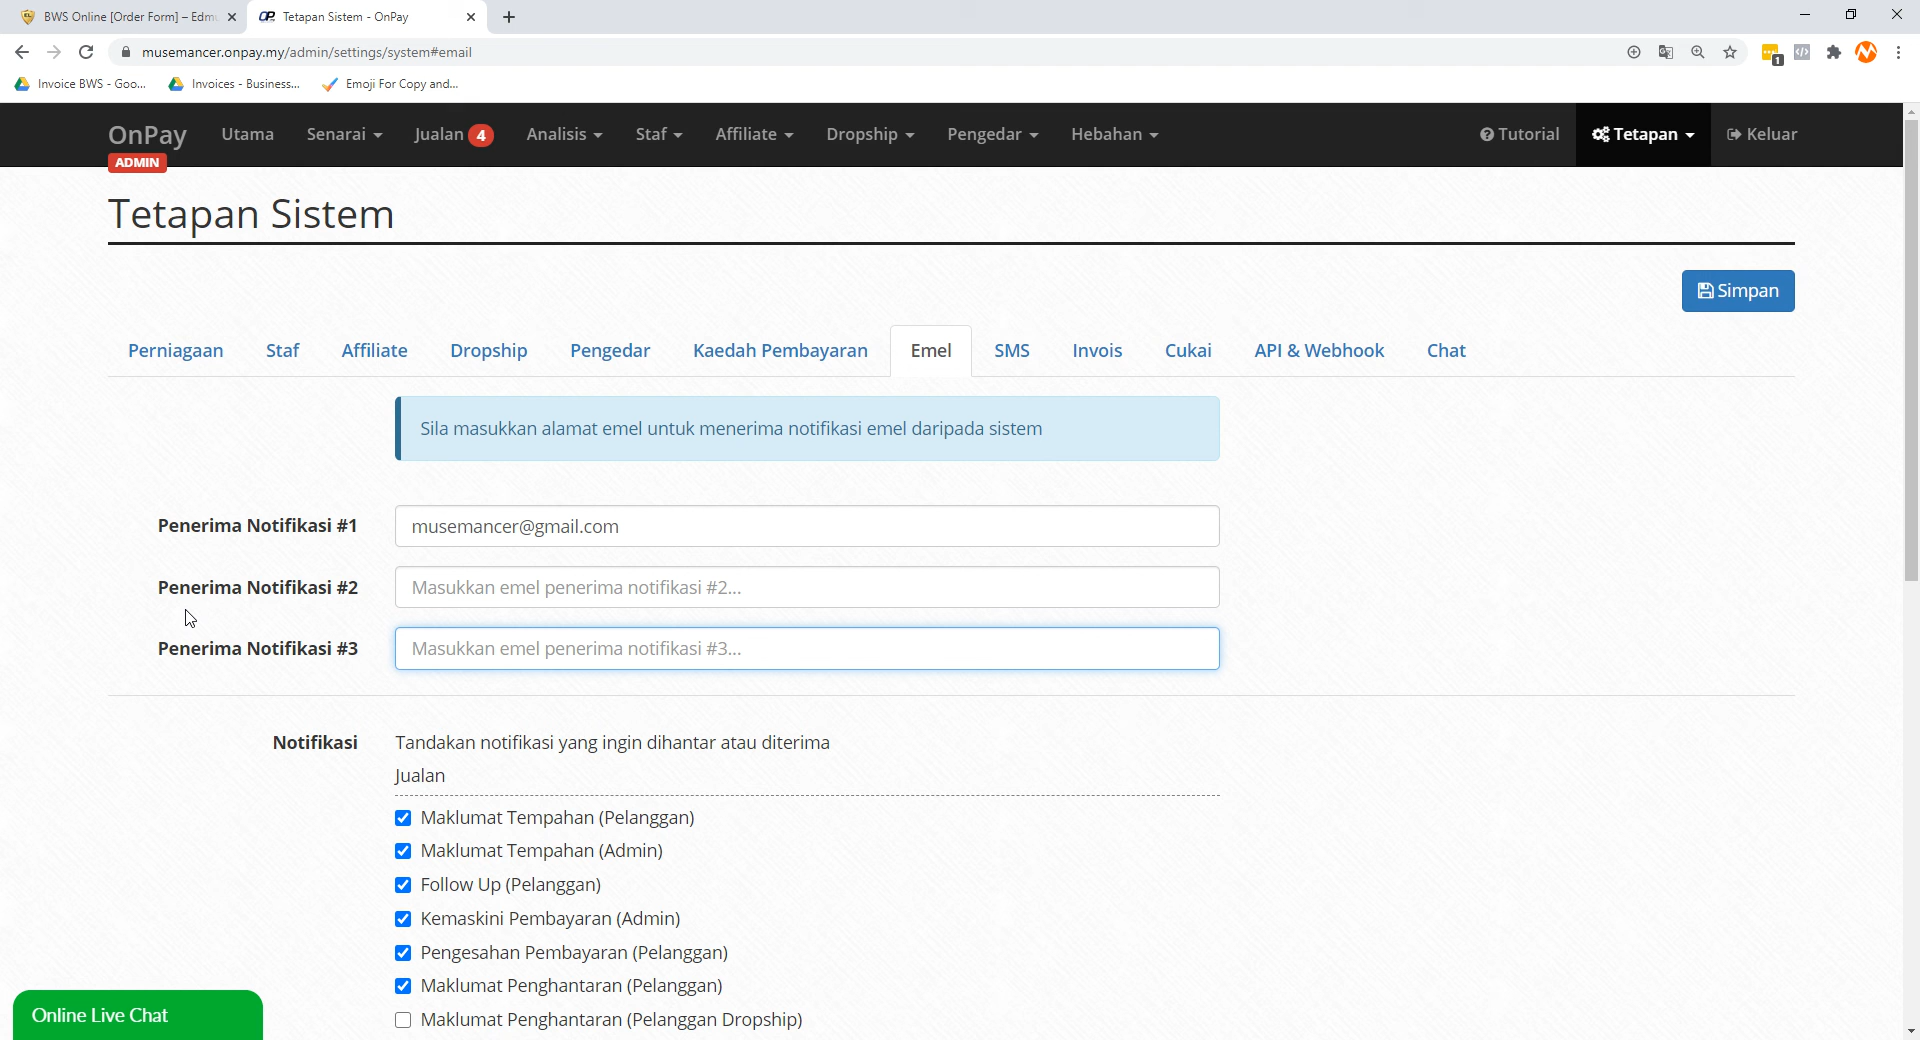 BWS Online [Order Form] – Edm
Tetapan Sistem - OnPay
musemancer.onpay.my/admin/settings/system#email
1
Invoice BWS - Goo...
Invoices - Business...
Emoji For Copy and...
OnPay
ADMIN
Utama
Senarai
Jualan 4
Analisis
Staf
Affiliate
Dropship
Pengedar
Hebahan
Tutorial
Tetapan
Keluar
Tetapan Sistem
Simpan
Perniagaan
Staf
Affiliate
Dropship
Pengedar
Kaedah Pembayaran
Emel
SMS
Invois
Cukai
API & Webhook
Chat
Sila masukkan alamat emel untuk menerima notifikasi emel daripada sistem
Penerima Notifikasi #1
musemancer@gmail.com
Penerima Notifikasi #2
Masukkan emel penerima notifikasi #2...
Penerima Notifikasi #3
Masukkan emel penerima notifikasi #3...
Notifikasi
Tandakan notifikasi yang ingin dihantar atau diterima
Jualan
Maklumat Tempahan (Pelanggan)
Maklumat Tempahan (Admin)
Follow Up (Pelanggan)
Kemaskini Pembayaran (Admin)
Pengesahan Pembayaran (Pelanggan)
Maklumat Penghantaran (Pelanggan)
Maklumat Penghantaran (Pelanggan Dropship)
Online Live Chat